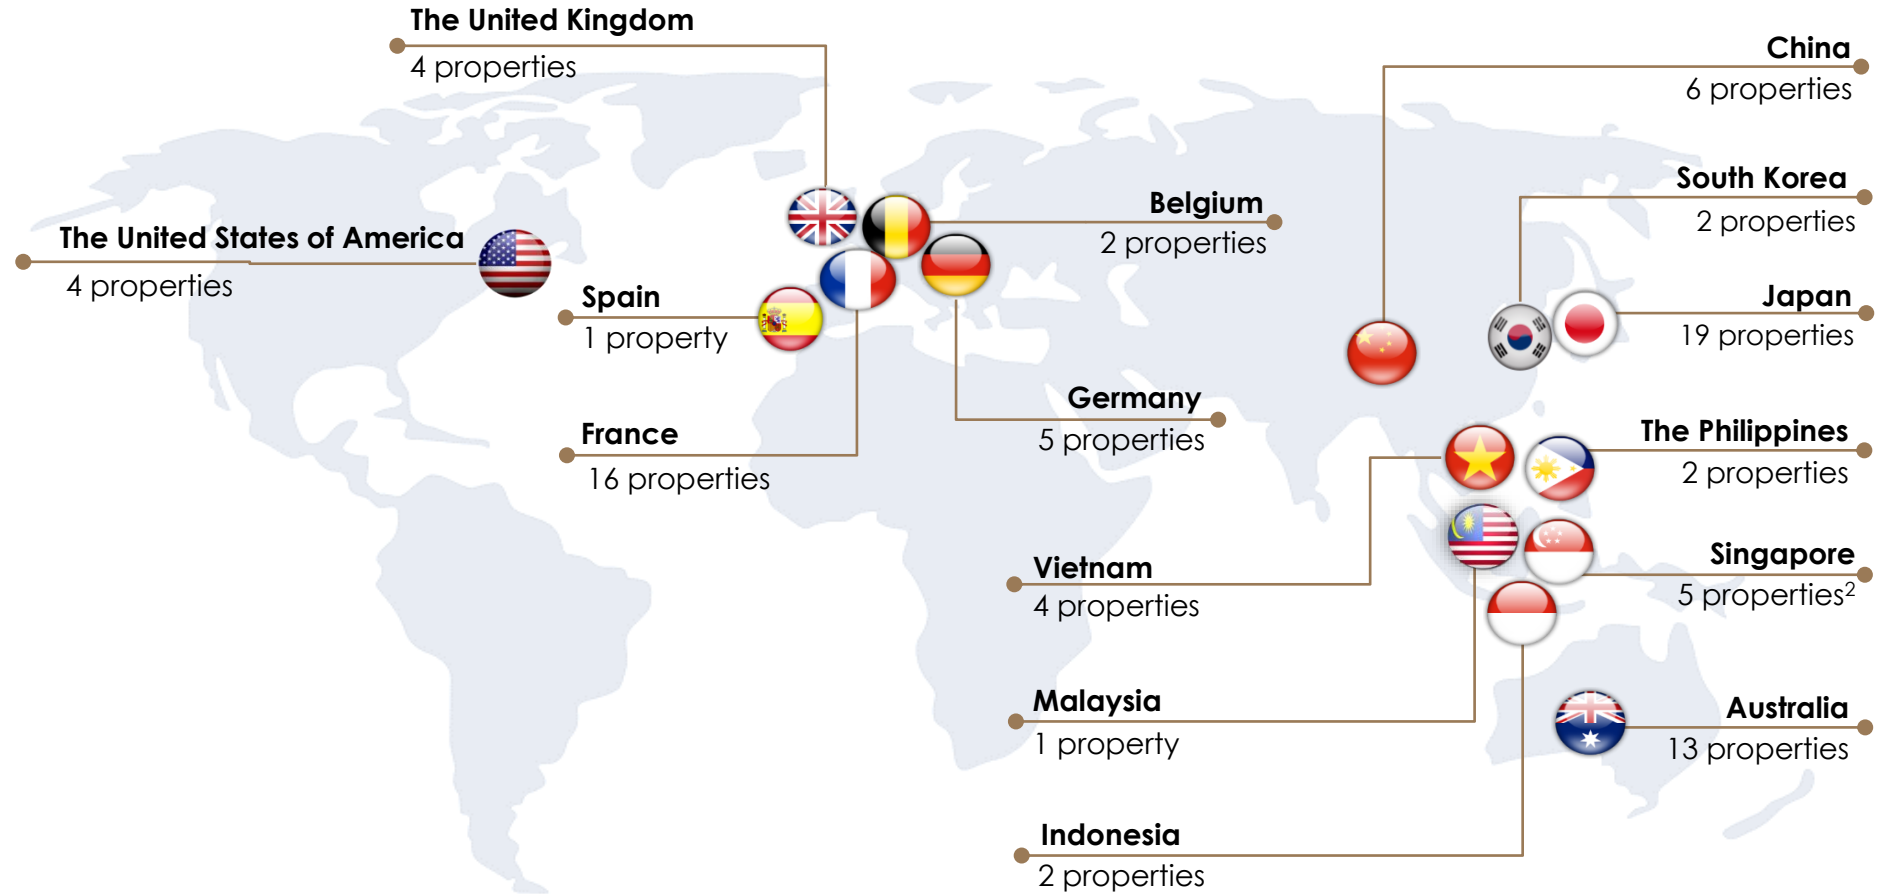 The United Kingdom
4 properties
China
6 properties
South Korea
2 properties
Belgium
2 properties
The United States of America
4 properties
Spain
1 property
Japan
19 properties
Germany
5 properties
France
16 properties
The Philippines
2 properties
Vietnam
4 properties
Singapore
5 properties²
Malaysia
1 property
Australia
13 properties
Indonesia
2 properties